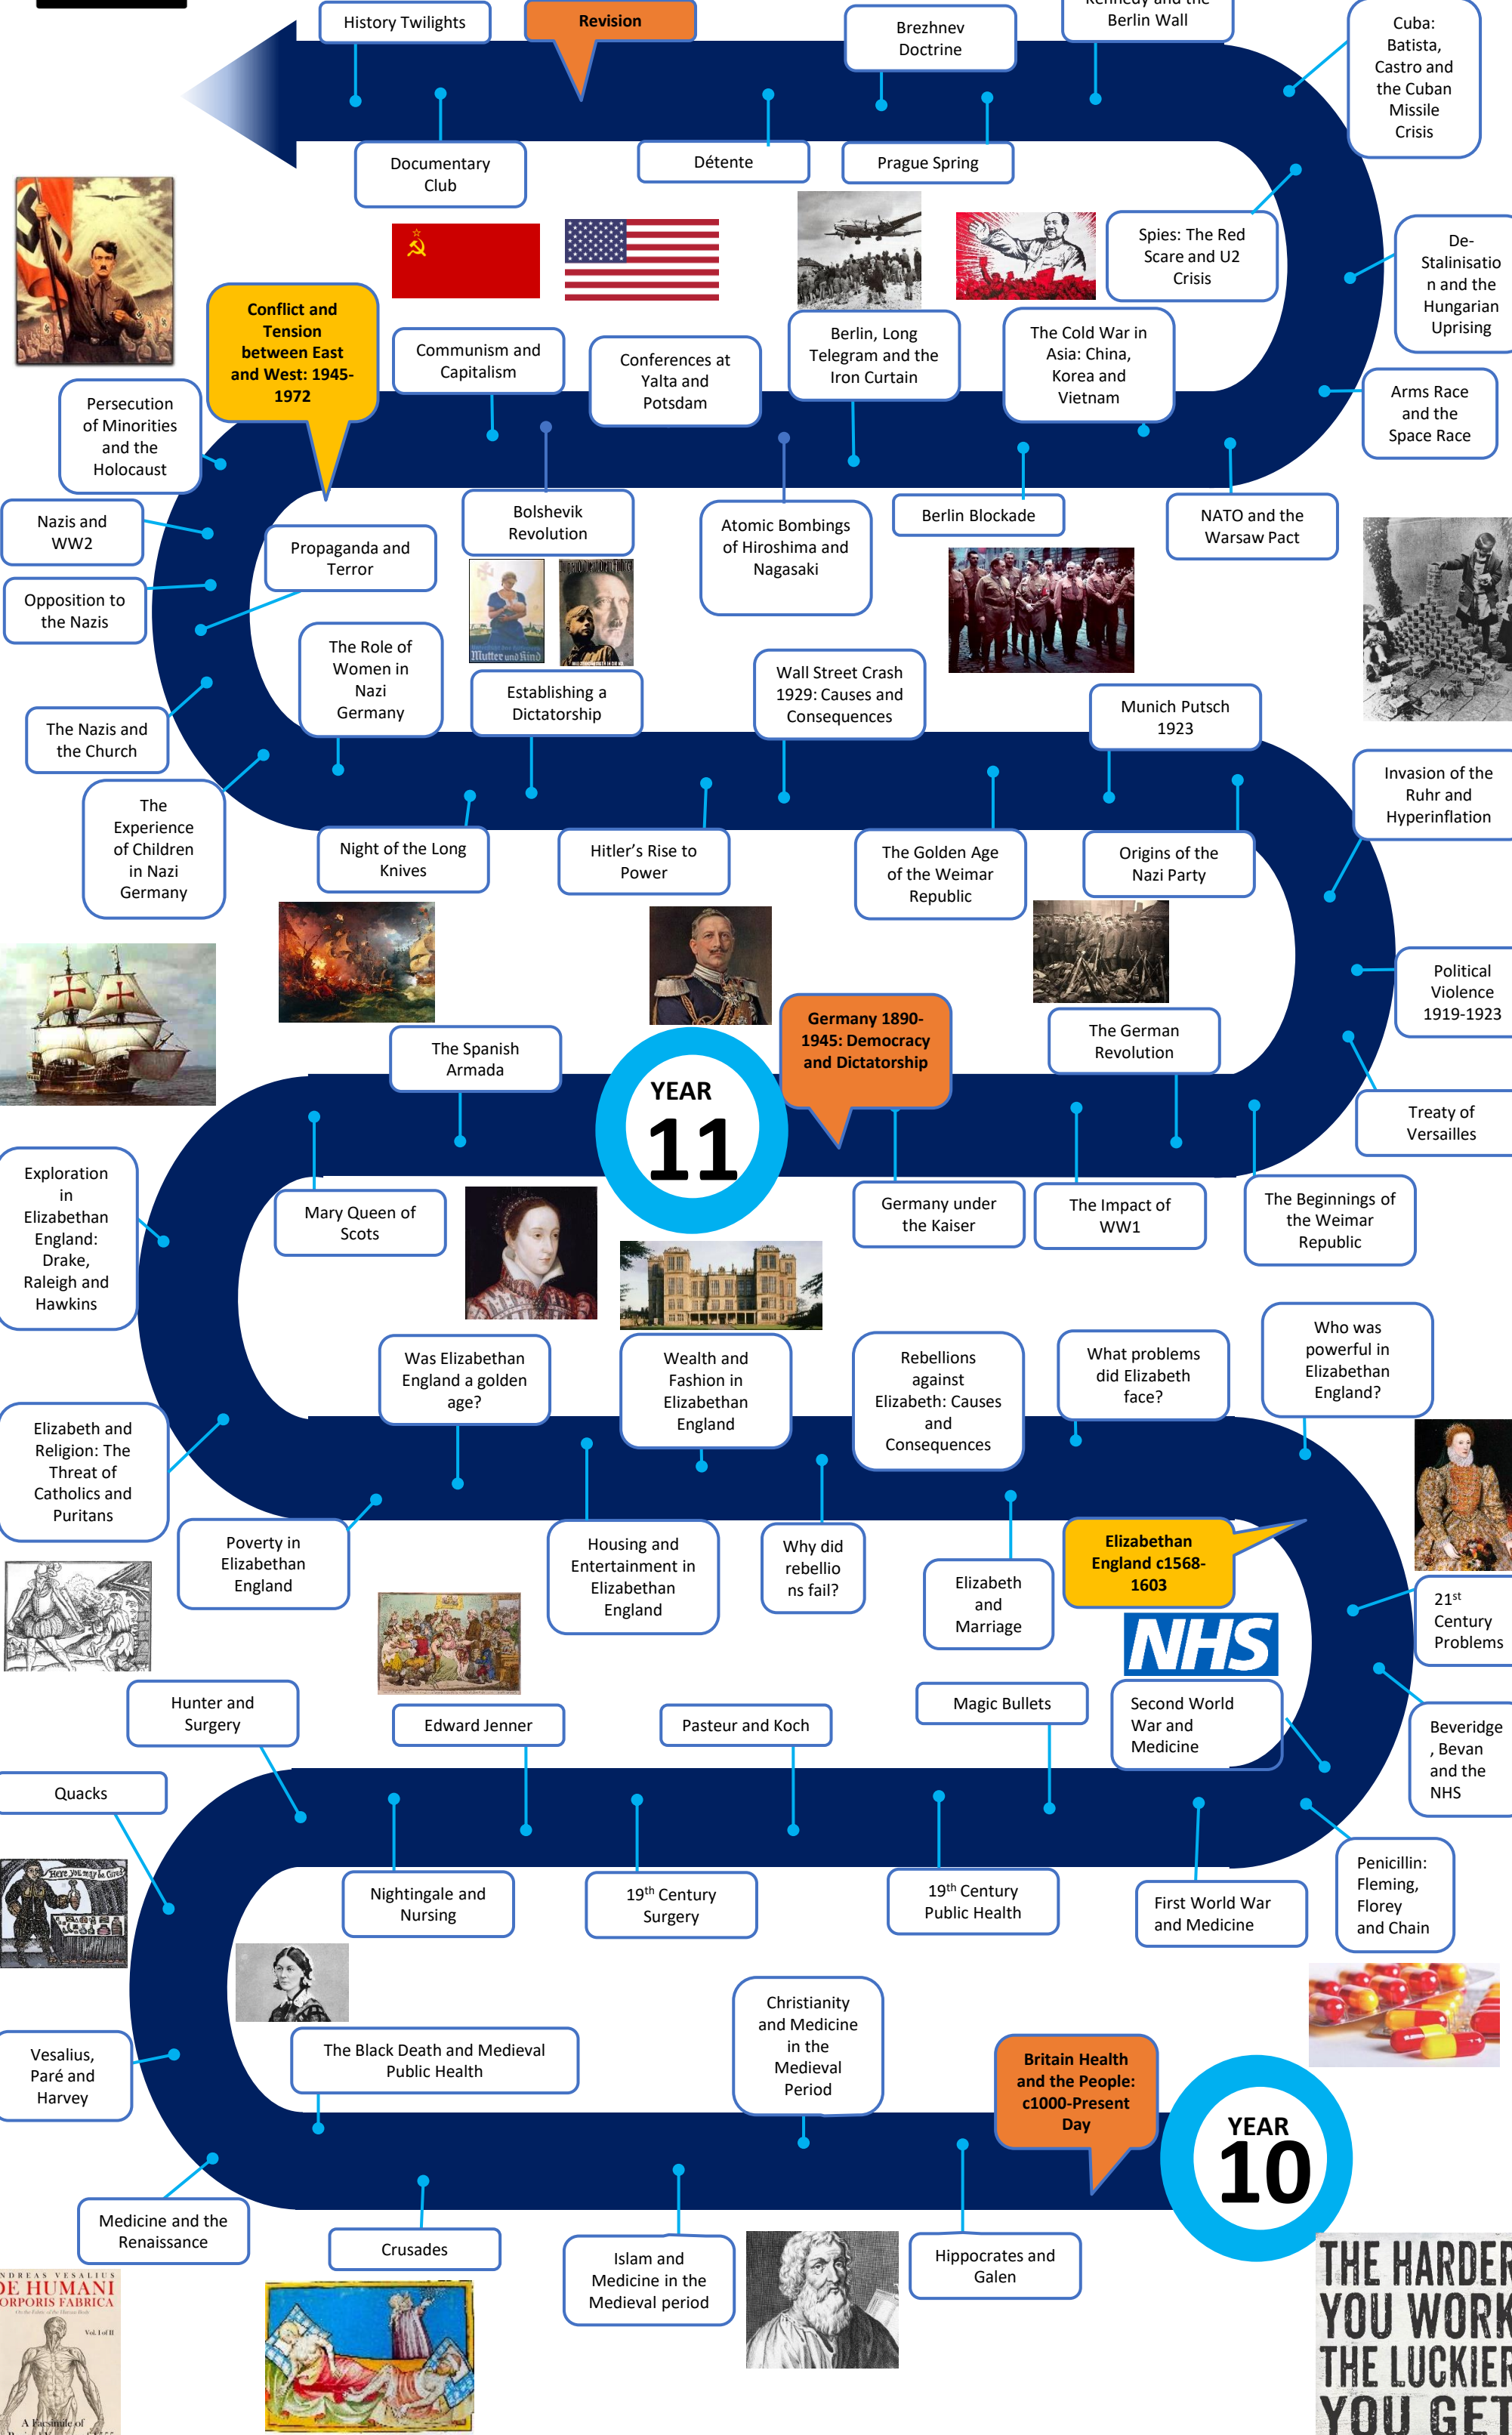 History Twilights
Revision
Brezhnev
Doctrine
Kennedy and the
Berlin Wall
Cuba:
Batista,
Castro and
the Cuban
Missile
Crisis
Documentary
Club
Détente
Prague Spring
Spies: The Red
Scare and U2
Crisis
De-
Stalinisatio
n and the
Hungarian
Uprising
Conflict and
Tension
between East
and West: 1945-
1972
Communism and
Capitalism
Conferences at
Yalta and
Potsdam
Berlin, Long
Telegram and the
Iron Curtain
The Cold War in
Asia: China,
Korea and
Vietnam
Arms Race
and the
Space Race
Persecution
of Minorities
and the
Holocaust
Nazis and
WW2
Bolshevik
Revolution
Atomic Bombings
of Hiroshima and
Nagasaki
Berlin Blockade
NATO and the
Warsaw Pact
Propaganda and
Terror
Opposition to
the Nazis
The Role of
Women in
Nazi
Germany
Mutter und Kind
Establishing a
Dictatorship
Wall Street Crash
1929: Causes and
Consequences
Munich Putsch
1923
The Nazis and
the Church
Invasion of the
Ruhr and
Hyperinflation
The
Experience
of Children
in Nazi
Germany
Night of the Long
Knives
Hitler’s Rise to
Power
The Golden Age
of the Weimar
Republic
Origins of the
Nazi Party
Political
Violence
1919-1923
The Spanish
Armada
YEAR
11
Germany 1890-
1945: Democracy
and Dictatorship
The German
Revolution
Treaty of
Versailles
Exploration
in
Elizabethan
England:
Drake,
Raleigh and
Hawkins
Mary Queen of
Scots
Germany under
the Kaiser
The Impact of
WW1
The Beginnings of
the Weimar
Republic
Was Elizabethan
England a golden
age?
Wealth and
Fashion in
Elizabethan
England
Rebellions
against
Elizabeth: Causes
and
Consequences
What problems
did Elizabeth
face?
Who was
powerful in
Elizabethan
England?
Elizabeth and
Religion: The
Threat of
Catholics and
Puritans
Poverty in
Elizabethan
England
Housing and
Entertainment in
Elizabethan
England
Why did
rebellio
ns fail?
Elizabeth
and
Marriage
Elizabethan
England c1568-
1603
21st
Century
Problems
NHS
Hunter and
Surgery
Edward Jenner
Pasteur and Koch
Magic Bullets
Second World
War and
Medicine
Beveridge
, Bevan
and the
NHS
Quacks
Here you may be Cured
Nightingale and
Nursing
19th Century
Surgery
19th Century
Public Health
First World War
and Medicine
Penicillin:
Fleming,
Florey
and Chain
Vesalius,
Paré and
Harvey
The Black Death and Medieval
Public Health
Christianity
and Medicine
in the
Medieval
Period
Britain Health
and the People:
c1000-Present
Day
YEAR
10
Medicine and the
Renaissance
Crusades
Islam and
Medicine in the
Medieval period
Hippocrates and
Galen
NDREAS VESALIUS
DE HUMANI
ORPORIS FABRICA
Vol. I of II
A Facsimile of
THE HARDER
YOU WORK
THE LUCKIER
YOU GET